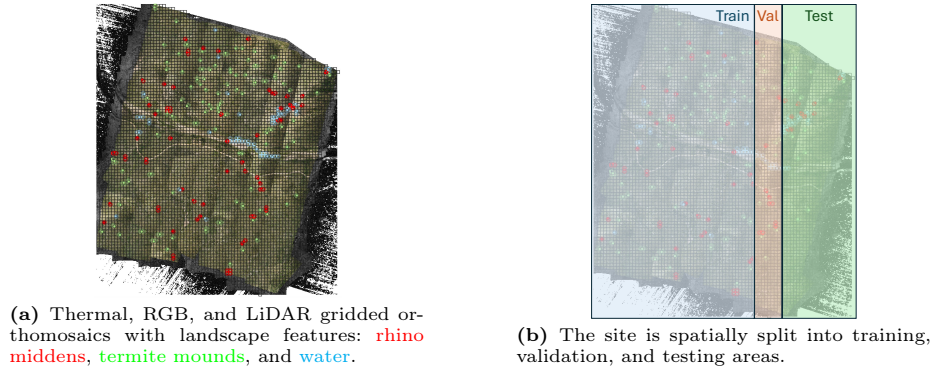 Train Val Test
(a) Thermal, RGB, and LiDAR gridded or-
thomosaics with landscape features: rhino
middens, termite mounds, and water.
(b) The site is spatially split into training,
validation, and testing areas.